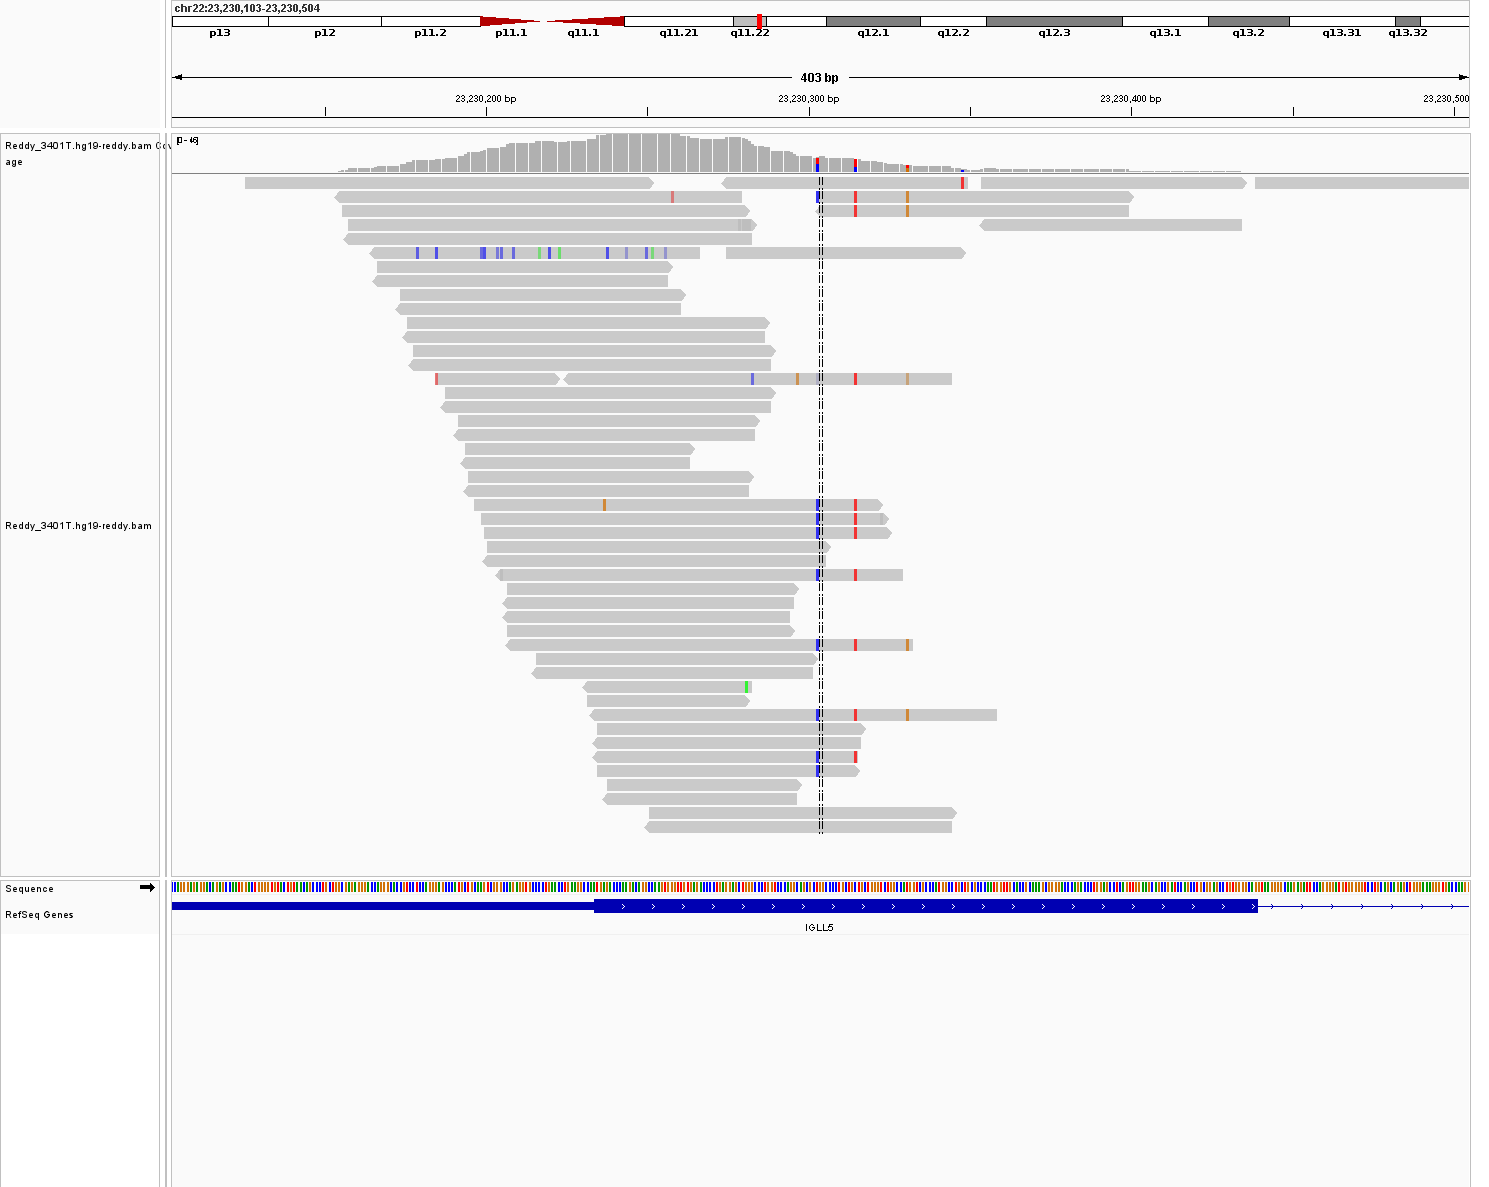 chr22:23,230,103-23,230,504
p13 p12 p11.2 p11.1 q11.1 q11.21 q11.22 q12.1 q12.2 q12.3 q13.1 q13.2 q13.31 q13.32
403 bp
23,230,200 bp 23,230,300 bp 23,230,400 bp 23,230,500
Reddy_3401T.hg19-reddy.bam Cov
age
[0 - 46]
Reddy_3401T.hg19-reddy.bam
Sequence
RefSeq Genes
IGLL5